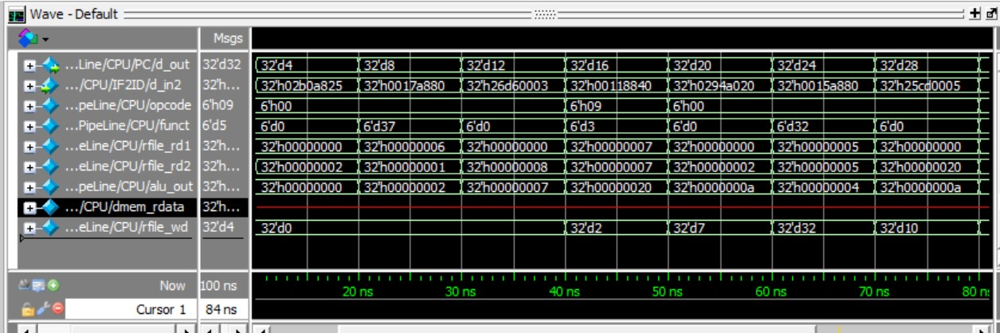 Wave - Default
Msgs
...Line/CPU/PC/d_out 32'd32 32'd4 32'd8 32'd12 32'd16 32'd20 32'd24 32'd28
.../CPU/IF2ID/d_in2 32'h... 32'h02b0a825 32'h0017a880 32'h26d60003 32'h00118840 32'h0294a020 32'h0015a880 32'h25cd0005
...peLine/CPU/opcode 6'h09 6'h00 6'h09 6'h00
...PipeLine/CPU/funct 6'd5 6'd0 6'd37 6'd0 6'd3 6'd0 6'd32 6'd0
...eLine/CPU/rfile_rd1 32'h... 32'h00000000 32'h00000006 32'h00000000 32'h00000007 32'h00000000 32'h00000005 32'h00000000
...eLine/CPU/rfile_rd2 32'h... 32'h00000002 32'h00000001 32'h00000008 32'h00000007 32'h00000002 32'h00000005 32'h00000020
...peLine/CPU/alu_out 32'h... 32'h00000000 32'h00000002 32'h00000007 32'h00000020 32'h0000000a 32'h00000004 32'h0000000a
.../CPU/dmem_rdata 32'h...
...eLine/CPU/rfile_wd 32'd4 32'd0 32'd2 32'd7 32'd32 32'd10
Now 100 ns 20 ns 30 ns 40 ns 50 ns 60 ns 70 ns 80 n
Cursor 1 84 ns